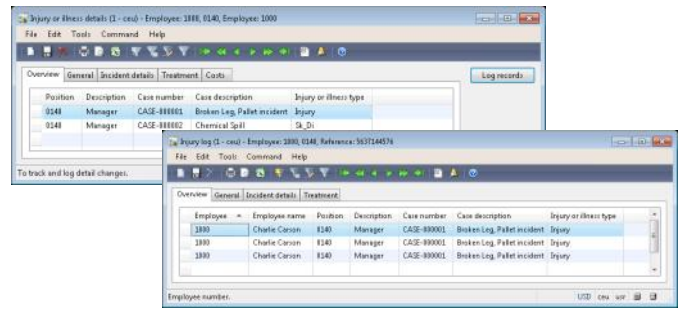 Injury or illness details (1 - ceu) - Employee: 1000, 0140, Employee: 1000
File Edit Tools Command Help
Overview General Incident details Treatment Costs
Log records
Position Description Case number Case description Injury or illness type
0140 Manager CASE-000001 Broken Leg, Pallet incident Injury
0140 Manager CASE-000002 Chemical Spill Sk_Di
To track and log detail changes.
Injury log (1 - ceu) - Employee: 1000, 0140, Reference: 5637144576
File Edit Tools Command Help
Overview General Incident details Treatment
Employee Employee name Position Description Case number Case description Injury or illness type
1000 Charlie Carson 0140 Manager CASE-000001 Broken Leg, Pallet incident Injury
1000 Charlie Carson 0140 Manager CASE-000001 Broken Leg, Pallet incident Injury
1000 Charlie Carson 0140 Manager CASE-000001 Broken Leg, Pallet incident Injury
Employee number.
USD ceu usr